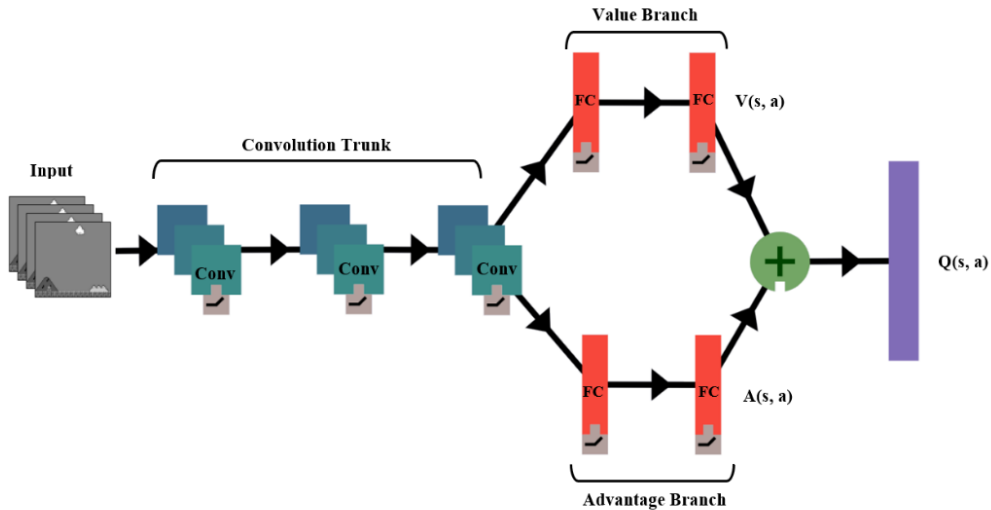 Value Branch
FC
FC
V(s, a)
Convolution Trunk
Input
Conv
Conv
Conv
Q(s, a)
FC
FC
A(s, a)
Advantage Branch